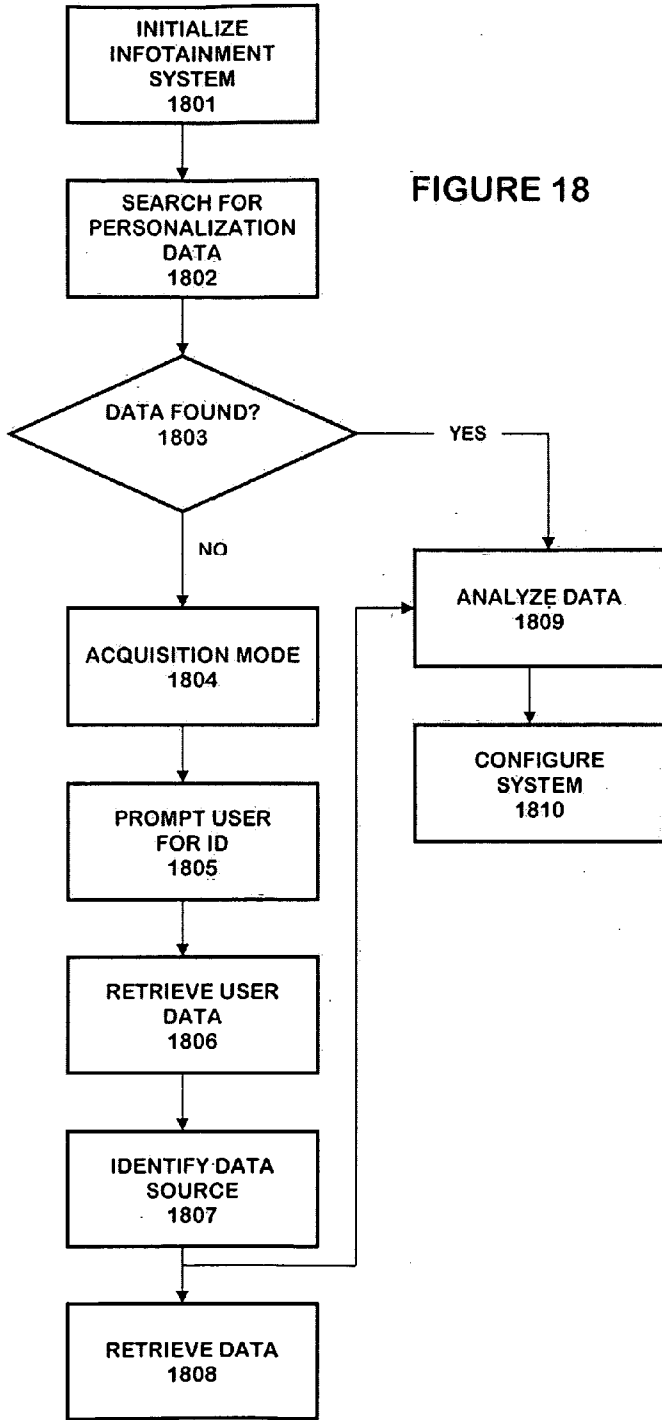 INITIALIZE
INFOTAINMENT
SYSTEM
1801
FIGURE 18
SEARCH FOR
PERSONALIZATION
DATA
1802
DATA FOUND?
1803
YES
NO
ACQUISITION MODE
1804
ANALYZE DATA
1809
PROMPT USER
FOR ID
1805
CONFIGURE
SYSTEM
1810
RETRIEVE USER
DATA
1806
IDENTIFY DATA
SOURCE
1807
RETRIEVE DATA
1808